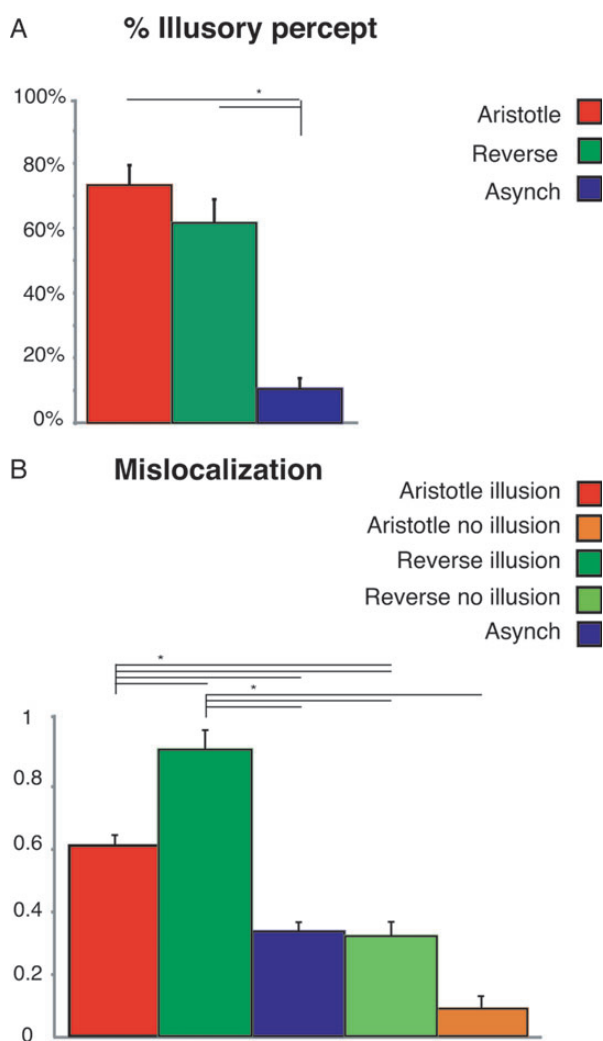 A
% Illusory percept
100%
80%
60%
40%
20%
0%
*
Aristotle
Reverse
Asynch
B
Mislocalization
Aristotle illusion
Aristotle no illusion
Reverse illusion
Reverse no illusion
Asynch
*
*
1
0.8
0.6
0.4
0.2
0